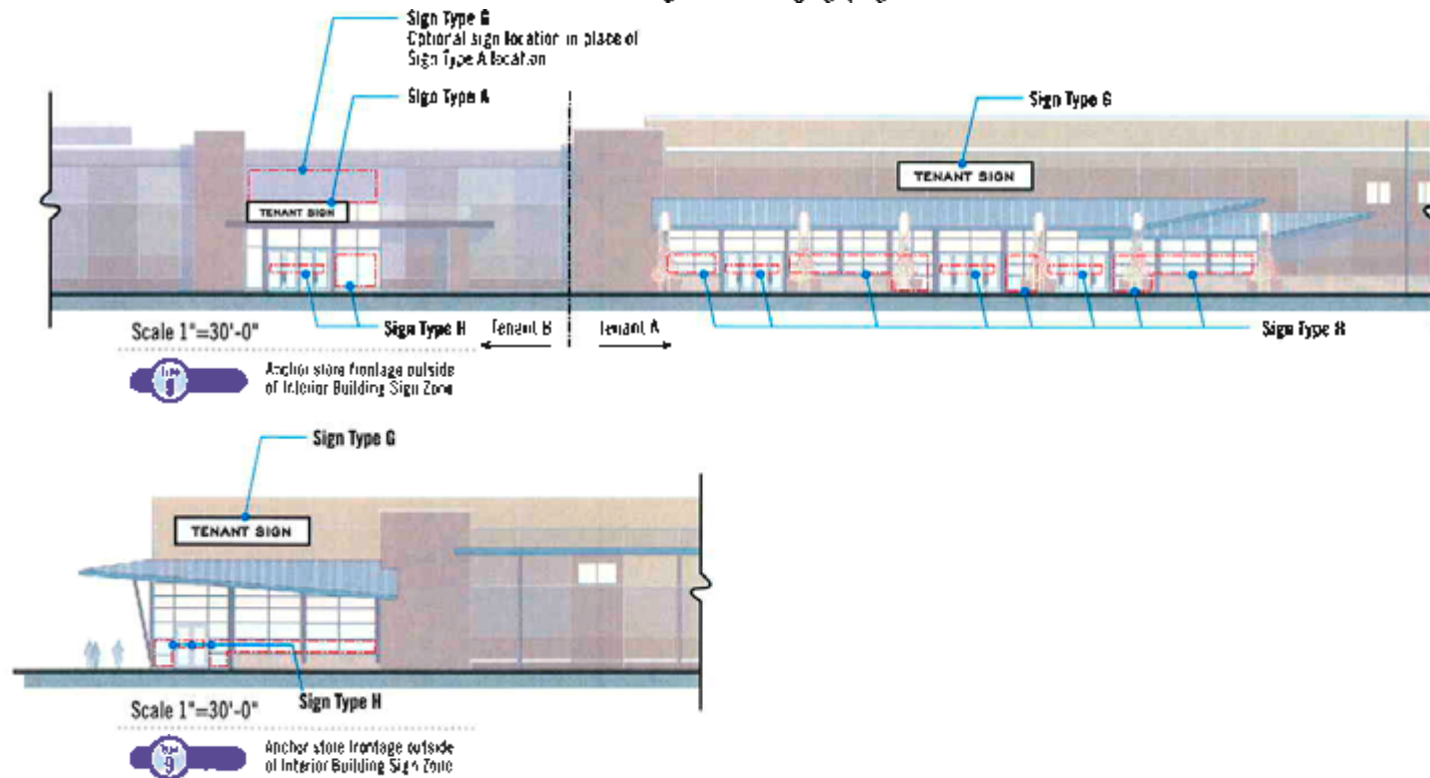 Sign Type G
Optional sign location in place of
Sign Type A location
Sign Type A
Sign Type G
TENANT SIGN
TENANT SIGN
Scale 1"=30'-0"
Sign Type H
Tenant B
Tenant A
Sign Type H
Anchor store frontage outside
of Interior Building Sign Zone
Sign Type G
TENANT SIGN
Scale 1"=30'-0"
Sign Type H
Type
9
Anchor store frontage outside
of Interior Building Sign Zone